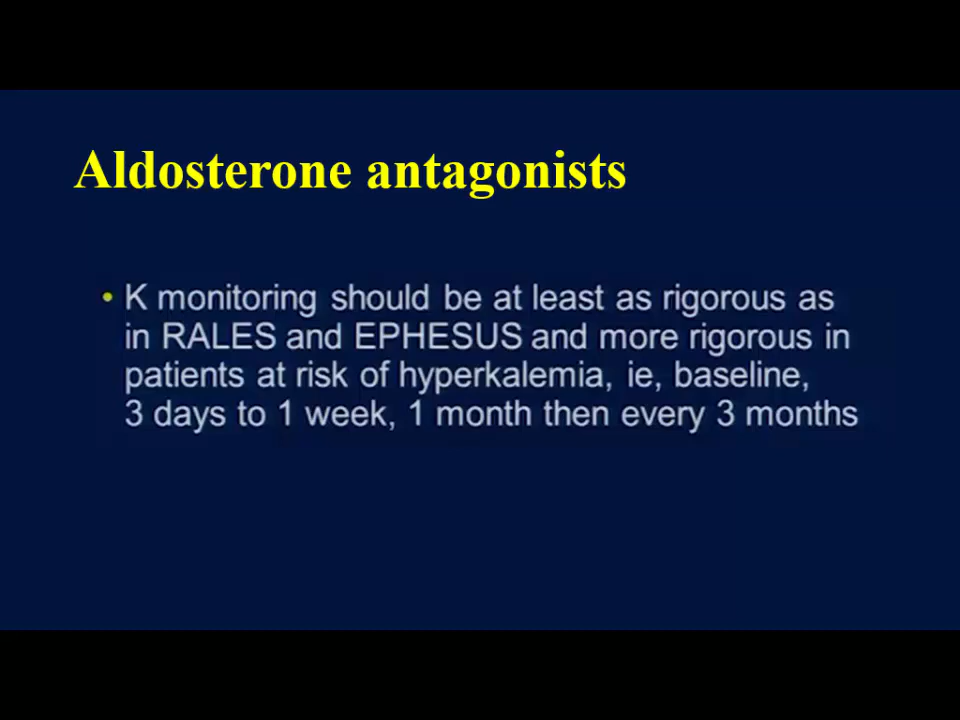 Aldosterone antagonists
• K monitoring should be at least as rigorous as
in RALES and EPHESUS and more rigorous in
patients at risk of hyperkalemia, ie, baseline,
3 days to 1 week, 1 month then every 3 months